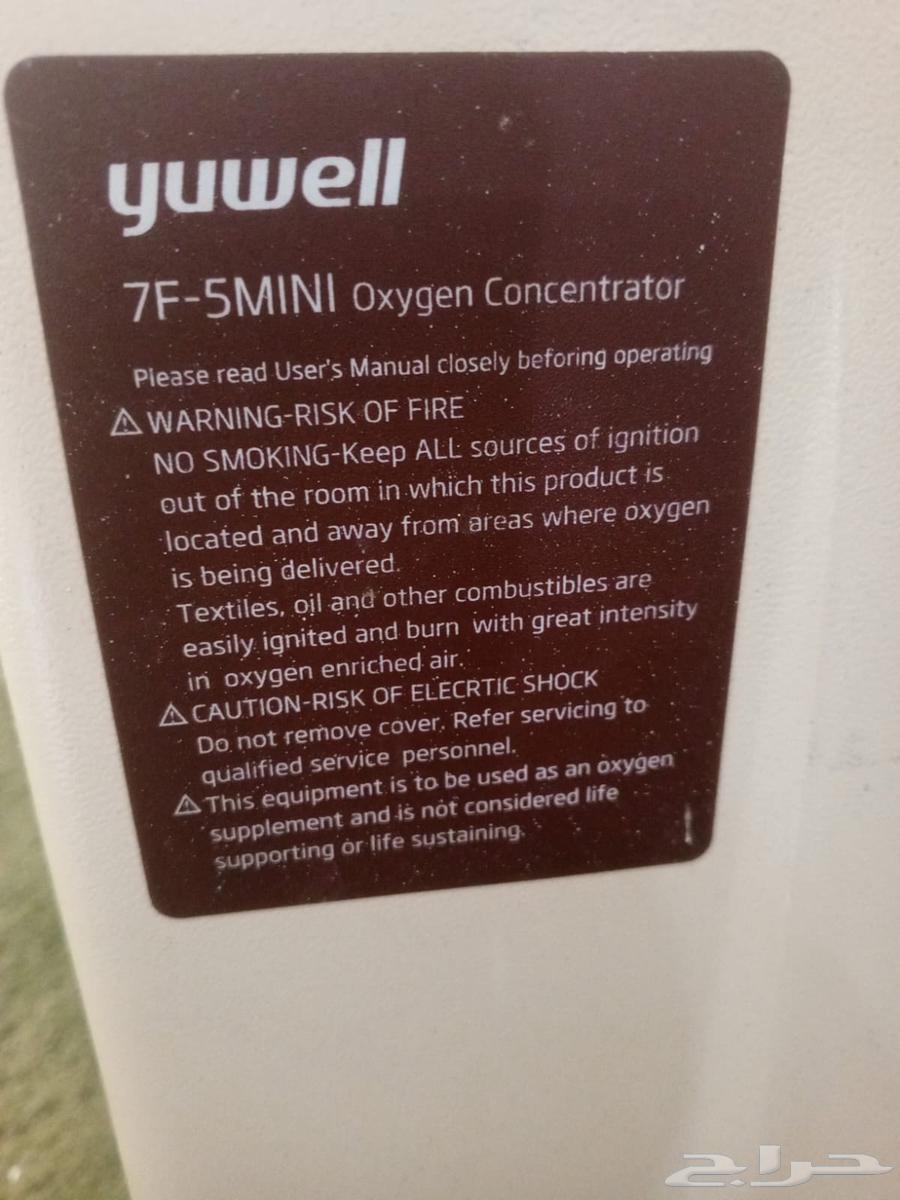 yuwell
7F-5MINI Oxygen Concentrator
Please read User's Manual closely beforing operating
⚠ WARNING-RISK OF FIRE
NO SMOKING-Keep ALL sources of ignition
out of the room in which this product is
located and away from areas where oxygen
is being delivered.
Textiles, oil and other combustibles are
easily ignited and burn with great intensity
in oxygen enriched air.
⚠ CAUTION-RISK OF ELECRTIC SHOCK
Do not remove cover. Refer servicing to
qualified service personnel.
⚠ This equipment is to be used as an oxygen
supplement and is not considered life
supporting or life sustaining.
حراج